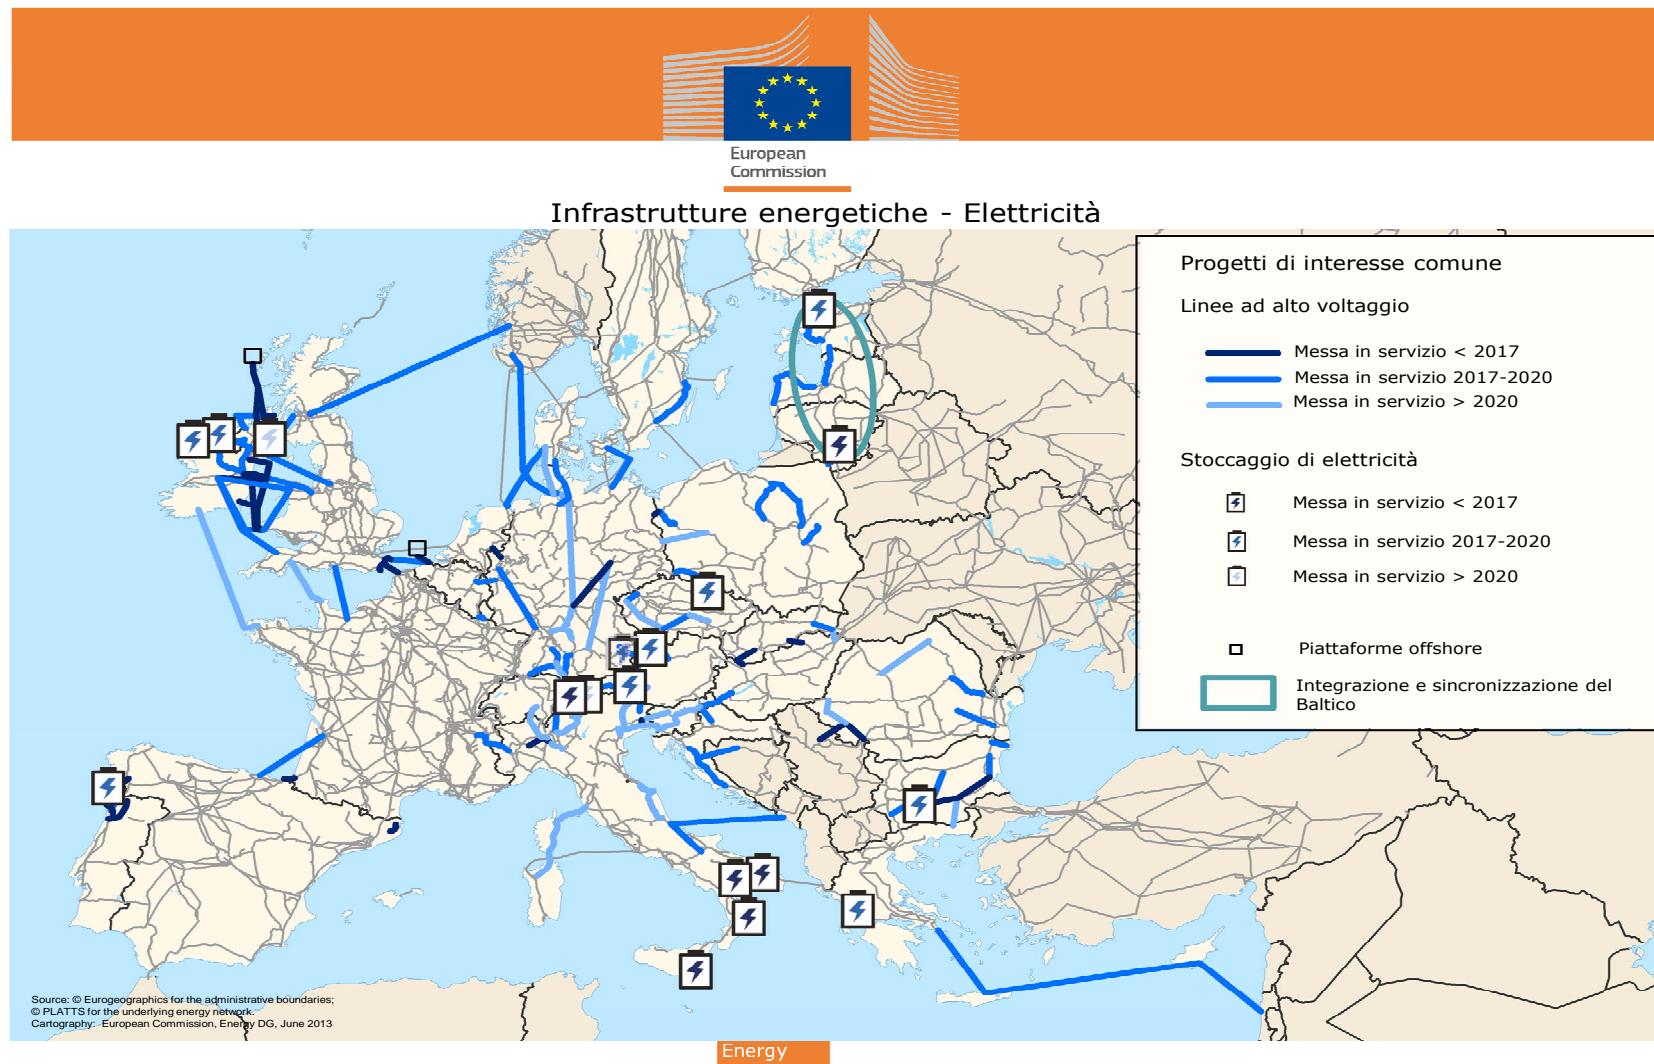 European
Commission
Infrastrutture energetiche - Elettricità
Progetti di interesse comune
Linee ad alto voltaggio
Messa in servizio < 2017
Messa in servizio 2017-2020
Messa in servizio > 2020
Stoccaggio di elettricità
Messa in servizio < 2017
Messa in servizio 2017-2020
Messa in servizio > 2020
Piattaforme offshore
Integrazione e sincronizzazione del
Baltico
Source: © Eurogeographics for the administrative boundaries;
© PLATTS for the underlying energy network.
Cartography: European Commission, Energy DG, June 2013
Energy